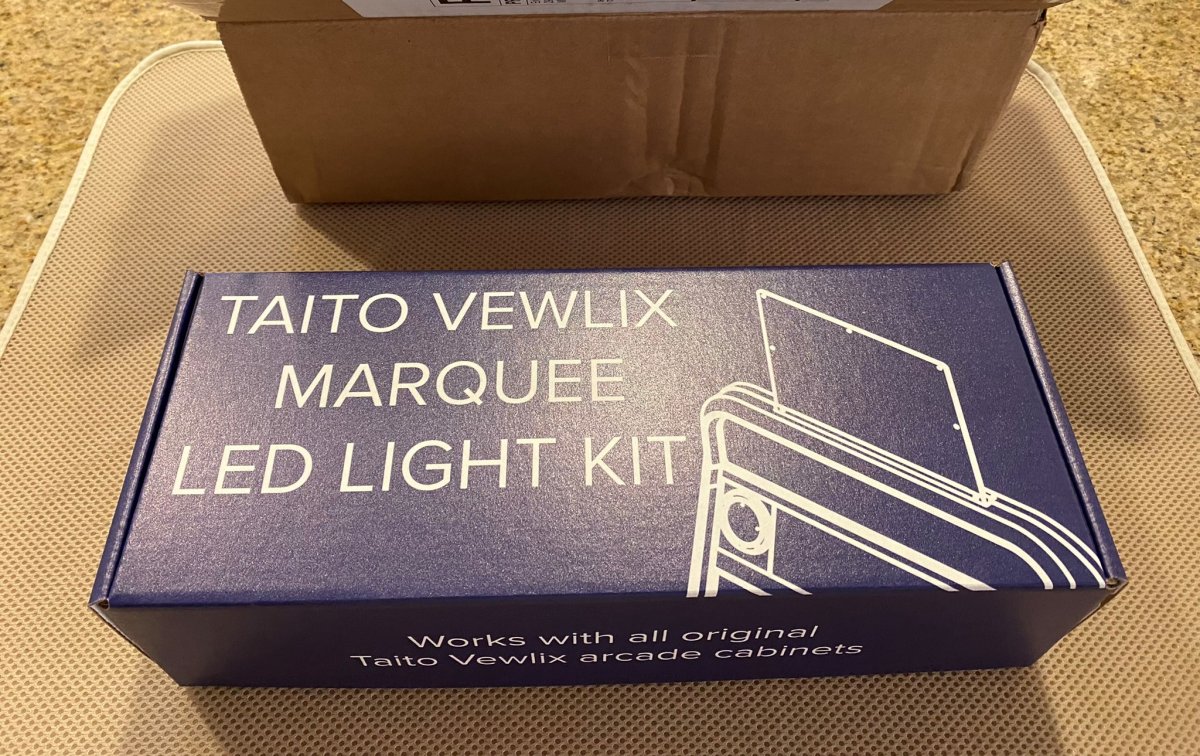 TAITO VEWLIX
MARQUEE
LED LIGHT KIT
Works with all original
Taito Vewlix arcade cabinets